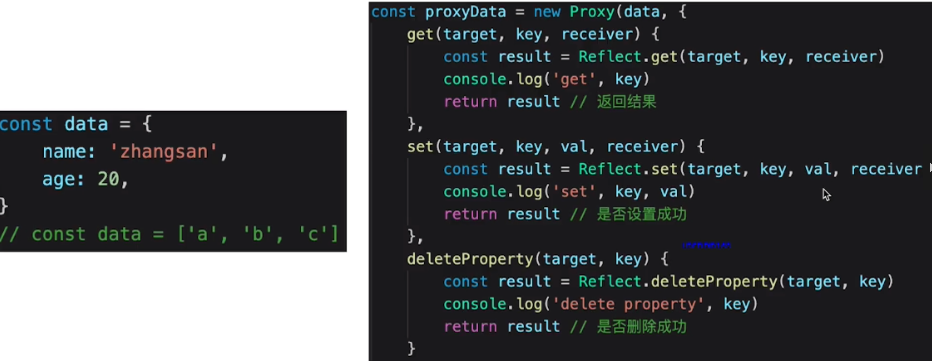 const data = {
name: 'zhangsan',
age: 20,
}
// const data = ['a', 'b', 'c']
const proxyData = new Proxy(data, {
get(target, key, receiver) {
const result = Reflect.get(target, key, receiver)
console.log('get', key)
return result // 返回结果
},
set(target, key, val, receiver) {
const result = Reflect.set(target, key, val, receiver
console.log('set', key, val)
return result // 是否设置成功
},
deleteProperty(target, key) {
const result = Reflect.deleteProperty(target, key)
console.log('delete property', key)
return result // 是否删除成功
}